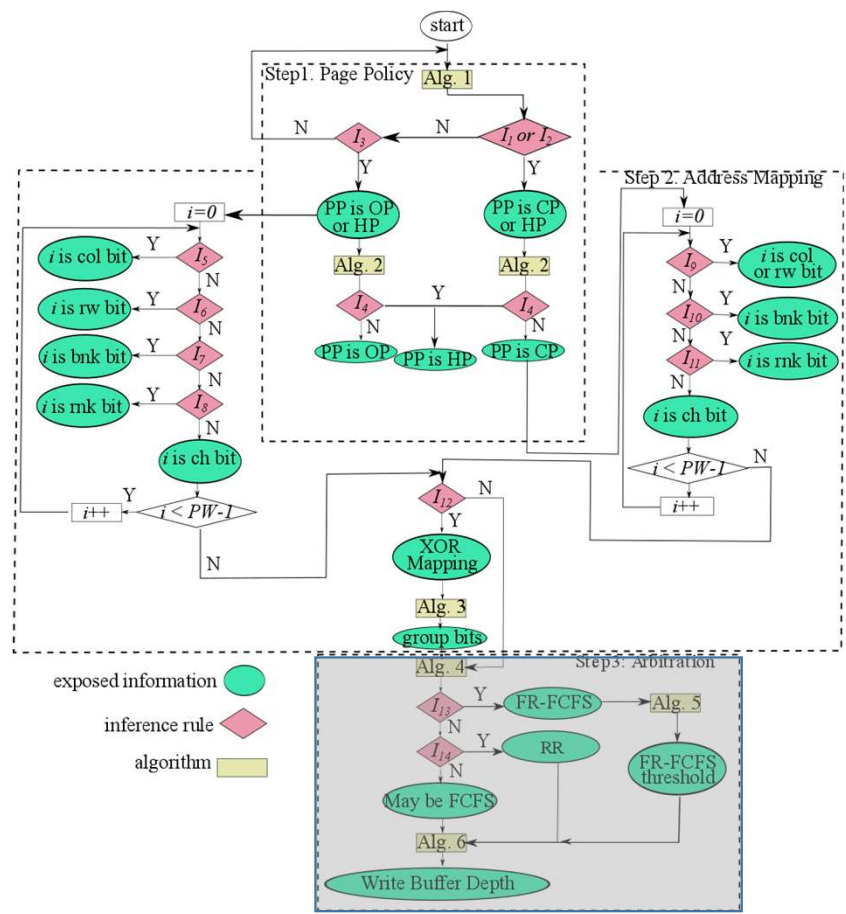 start
Step1. Page Policy
Alg. 1
N
I3
N
I1 or I2
Y
Y
Step 2. Address Mapping
PP is OP
or HP
PP is CP
or HP
Alg. 2
Alg. 2
I4
Y
I4
N
N
PP is OP
PP is HP
PP is CP
i=0
Y
I5
i is col bit
N
Y
I6
i is rw bit
N
Y
I7
i is bnk bit
N
Y
I8
i is rnk bit
N
i is ch bit
Y
i++
i < PW-1
N
i=0
I9
Y
i is col
or rw bit
N
I10
Y
i is bnk bit
N
I11
Y
i is rnk bit
N
i is ch bit
i < PW-1
N
i++
I12
N
Y
XOR
Mapping
Alg. 3
group bits
exposed information
inference rule
algorithm
Step3: Arbitration
Alg. 4
I13
Y
FR-FCFS
Alg. 5
N
I14
Y
RR
FR-FCFS
threshold
N
May be FCFS
Alg. 6
Write Buffer Depth